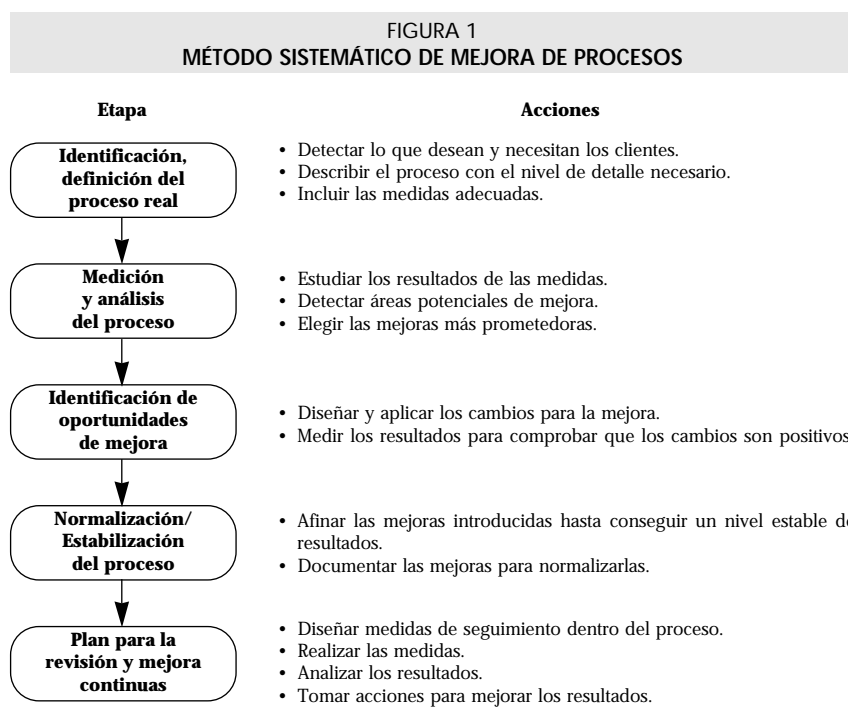 FIGURA 1
MÉTODO SISTEMÁTICO DE MEJORA DE PROCESOS
Etapa
Acciones
Identificación,
definición del
proceso real
• Detectar lo que desean y necesitan los clientes.
• Describir el proceso con el nivel de detalle necesario.
• Incluir las medidas adecuadas.
Medición
y análisis
del proceso
• Estudiar los resultados de las medidas.
• Detectar áreas potenciales de mejora.
• Elegir las mejoras más prometedoras.
Identificación de
oportunidades
de mejora
• Diseñar y aplicar los cambios para la mejora.
• Medir los resultados para comprobar que los cambios son positivos
Normalización/
Estabilización
del proceso
• Afinar las mejoras introducidas hasta conseguir un nivel estable de
resultados.
• Documentar las mejoras para normalizarlas.
Plan para la
revisión y mejora
continuas
• Diseñar medidas de seguimiento dentro del proceso.
• Realizar las medidas.
• Analizar los resultados.
• Tomar acciones para mejorar los resultados.